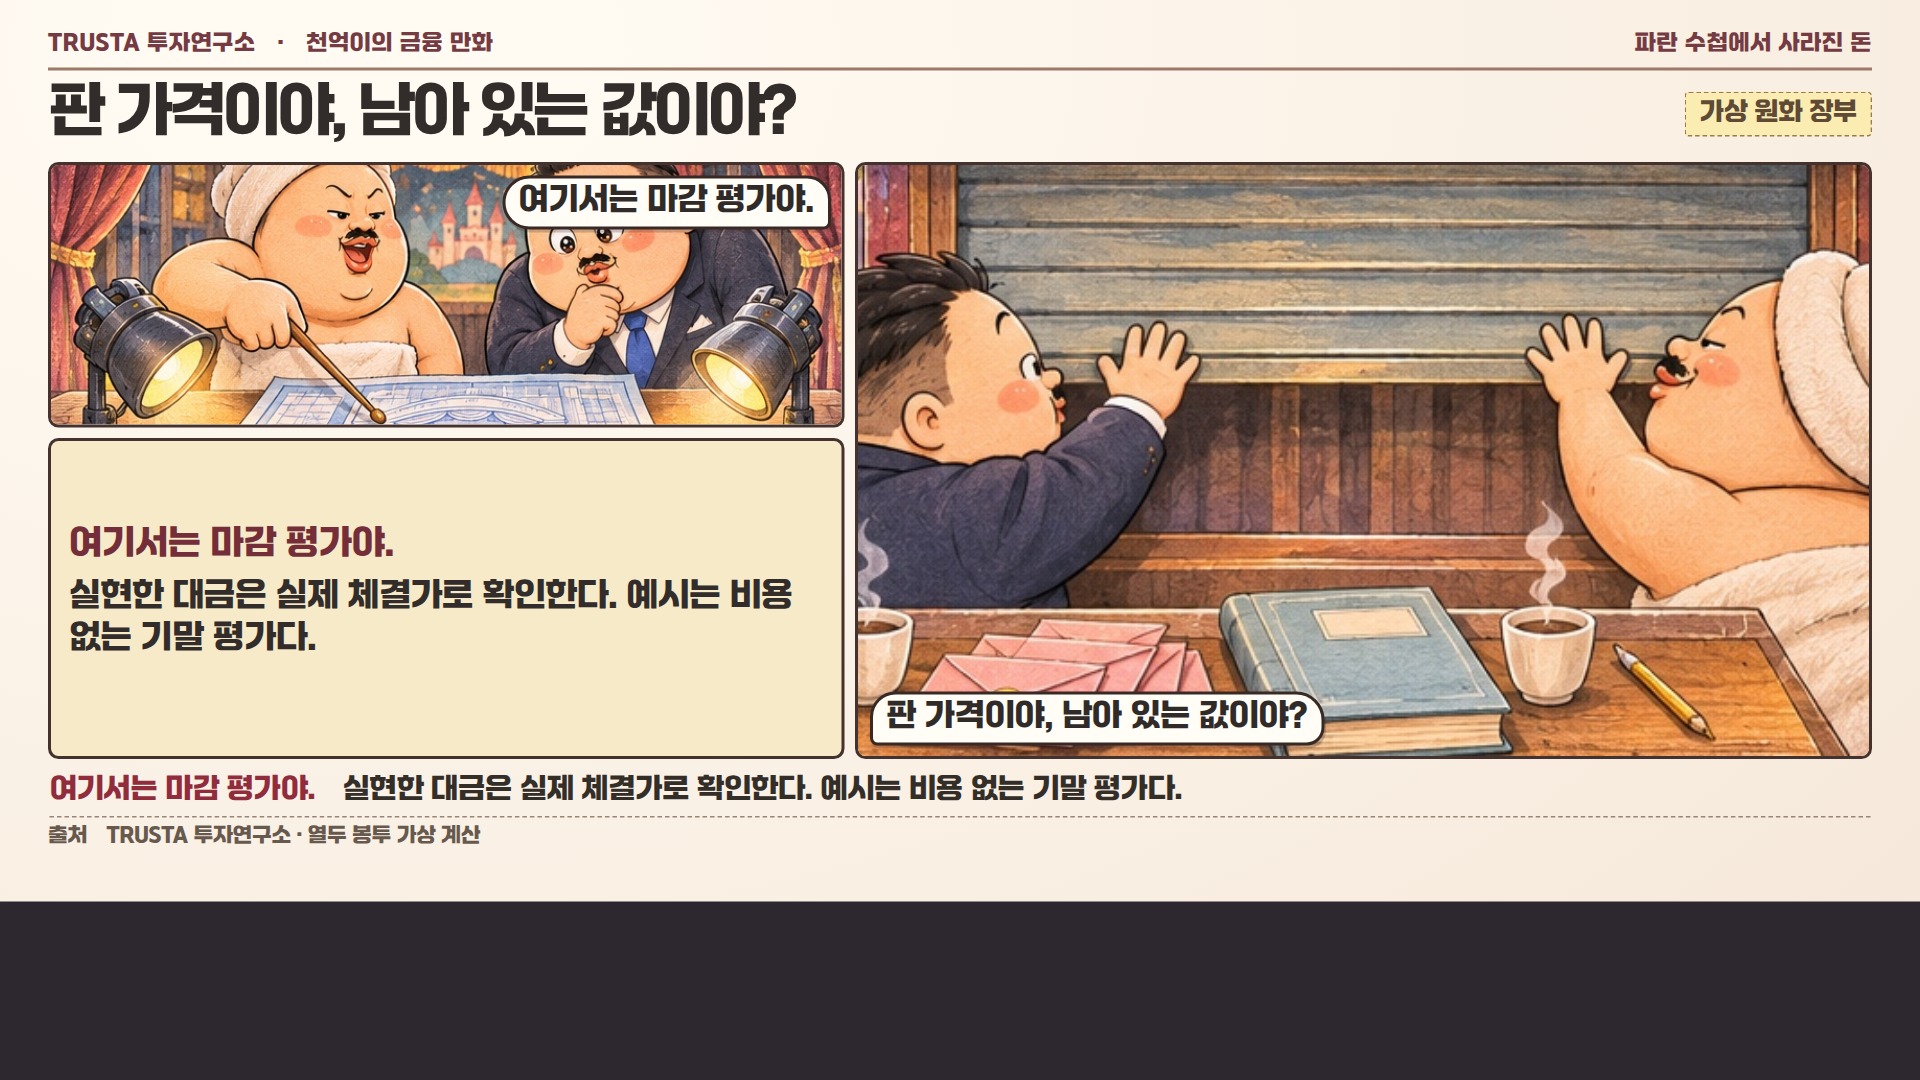 TRUSTA 투자연구소 · 천억이의 금융 만화
파란 수첩에서 사라진 돈
판 가격이야, 남아 있는 값이야?
가상 원화 장부
여기서는 마감 평가야.
여기서는 마감 평가야.
실현한 대금은 실제 체결가로 확인한다. 예시는 비용
없는 기말 평가다.
판 가격이야, 남아 있는 값이야?
여기서는 마감 평가야. 실현한 대금은 실제 체결가로 확인한다. 예시는 비용 없는 기말 평가다.
출처 TRUSTA 투자연구소 · 열두 봉투 가상 계산